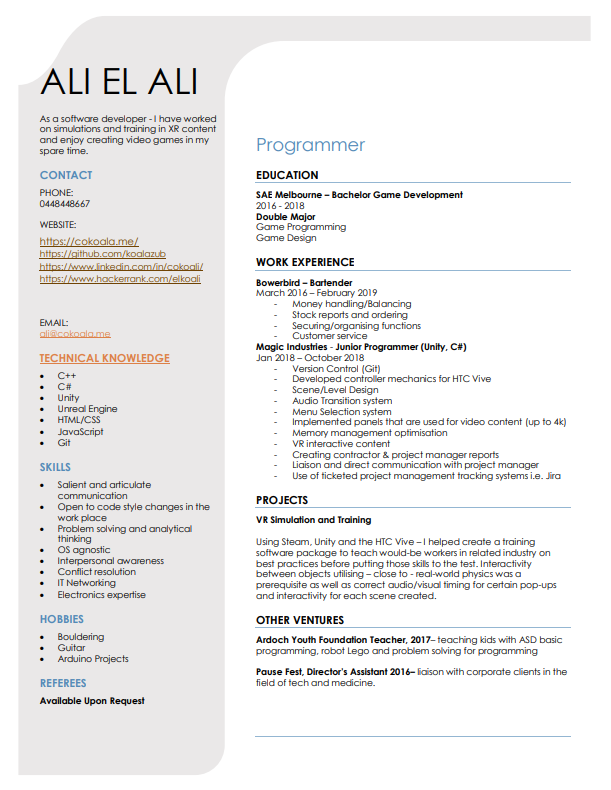 ALI EL ALI
As a software developer - I have worked
on simulations and training in XR content
and enjoy creating video games in my
spare time.
CONTACT
PHONE:
0448448667
WEBSITE:
https://cokoala.me/
https://github.com/koalazub
https://www.linkedin.com/in/cokoali/
https://www.hackerrank.com/elkoali
EMAIL:
ali@cokoala.me
TECHNICAL KNOWLEDGE
• C++
• C#
• Unity
• Unreal Engine
• HTML/CSS
• JavaScript
• Git
SKILLS
• Salient and articulate
communication
• Open to code style changes in the
work place
• Problem solving and analytical
thinking
• OS agnostic
• Interpersonal awareness
• Conflict resolution
• IT Networking
• Electronics expertise
HOBBIES
• Bouldering
• Guitar
• Arduino Projects
REFEREES
Available Upon Request
Programmer
EDUCATION
SAE Melbourne – Bachelor Game Development
2016 - 2018
Double Major
Game Programming
Game Design
WORK EXPERIENCE
Bowerbird – Bartender
March 2016 – February 2019
- Money handling/Balancing
- Stock reports and ordering
- Securing/organising functions
- Customer service
Magic Industries - Junior Programmer (Unity, C#)
Jan 2018 – October 2018
- Version Control (Git)
- Developed controller mechanics for HTC Vive
- Scene/Level Design
- Audio Transition system
- Menu Selection system
- Implemented panels that are used for video content (up to 4k)
- Memory management optimisation
- VR interactive content
- Creating contractor & project manager reports
- Liaison and direct communication with project manager
- Use of ticketed project management tracking systems i.e. Jira
PROJECTS
VR Simulation and Training
Using Steam, Unity and the HTC Vive – I helped create a training
software package to teach would-be workers in related industry on
best practices before putting those skills to the test. Interactivity
between objects utilising – close to - real-world physics was a
prerequisite as well as correct audio/visual timing for certain pop-ups
and interactivity for each scene created.
OTHER VENTURES
Ardoch Youth Foundation Teacher, 2017– teaching kids with ASD basic
programming, robot Lego and problem solving for programming
Pause Fest, Director's Assistant 2016– liaison with corporate clients in the
field of tech and medicine.